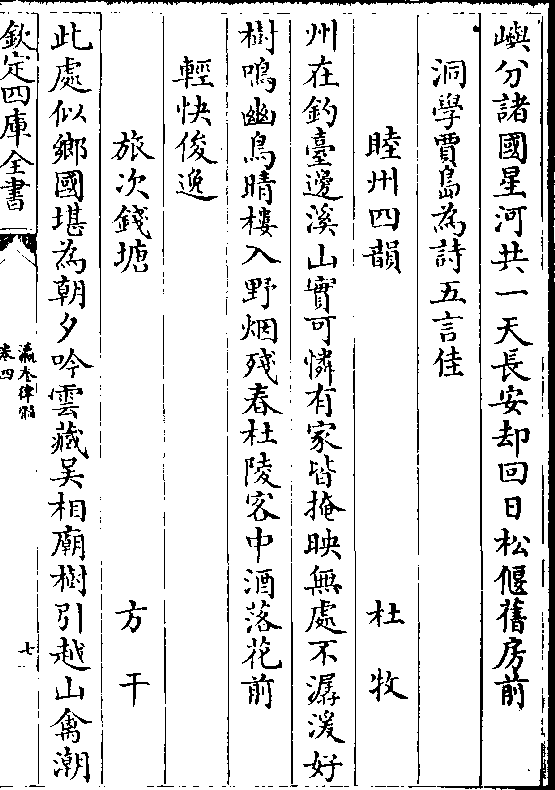 嶼分諸國星河共一天長安却回日松偃舊房前
洞學賈島為詩五言佳
睦州四韻　杜牧
州在釣臺邊溪山實可憐有家皆掩映無處不潺湲好
樹鳴幽鳥晴樓入野烟殘春杜陵客中酒落花前
輕快俊逸
旅次錢塘　方干
此處似鄉國堪為朝夕吟雲藏吳相廟樹引越山禽潮
欽定四庫全書
瀛奎律髓
卷四
七